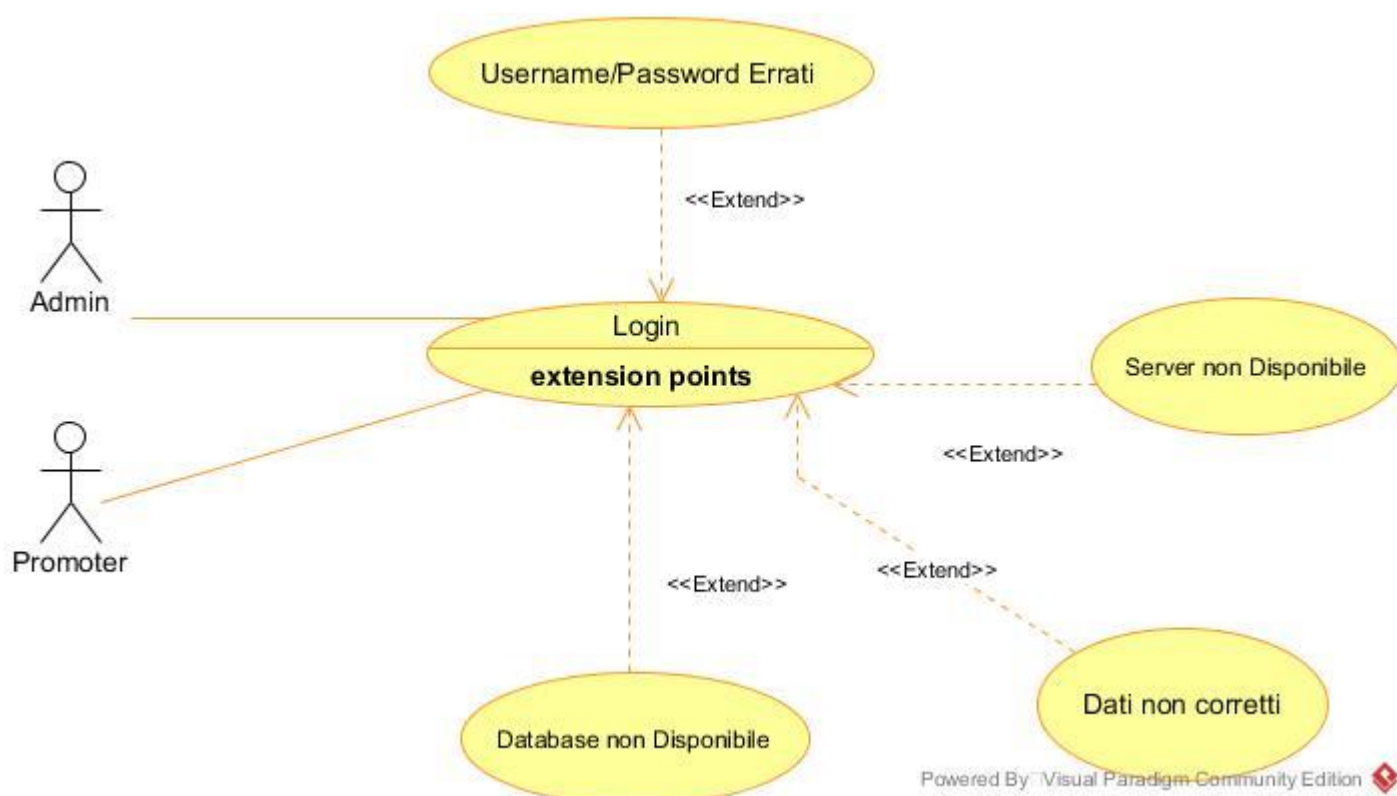 Username/Password Errati
<<Extend>>
Admin
Login
extension points
Server non Disponibile
<<Extend>>
Promoter
<<Extend>>
<<Extend>>
Dati non corretti
Database non Disponibile
Powered By Visual Paradigm Community Edition